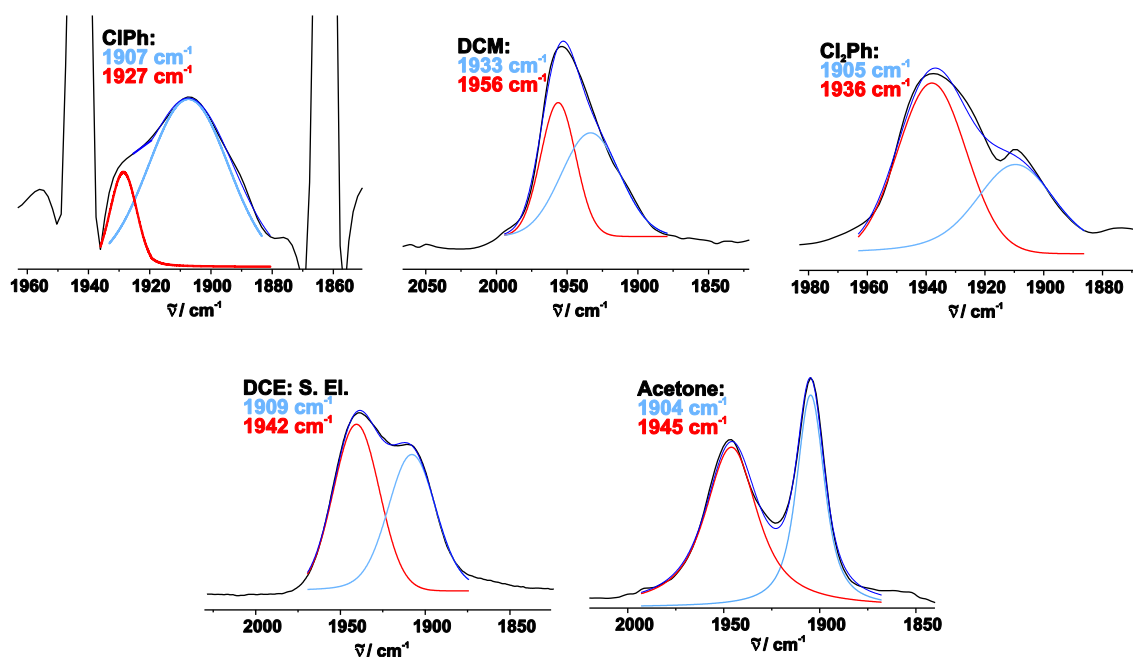 ClPh:
1907 cm⁻¹
1927 cm⁻¹
1960 1940 1920 1900 1880 1860
ṽ / cm⁻¹
DCM:
1933 cm⁻¹
1956 cm⁻¹
2050 2000 1950 1900 1850
ṽ / cm⁻¹
Cl₂Ph:
1905 cm⁻¹
1936 cm⁻¹
1980 1960 1940 1920 1900 1880
ṽ / cm⁻¹
DCE: S. El.
1909 cm⁻¹
1942 cm⁻¹
2000 1950 1900 1850
ṽ / cm⁻¹
Acetone:
1904 cm⁻¹
1945 cm⁻¹
2000 1950 1900 1850
ṽ / cm⁻¹